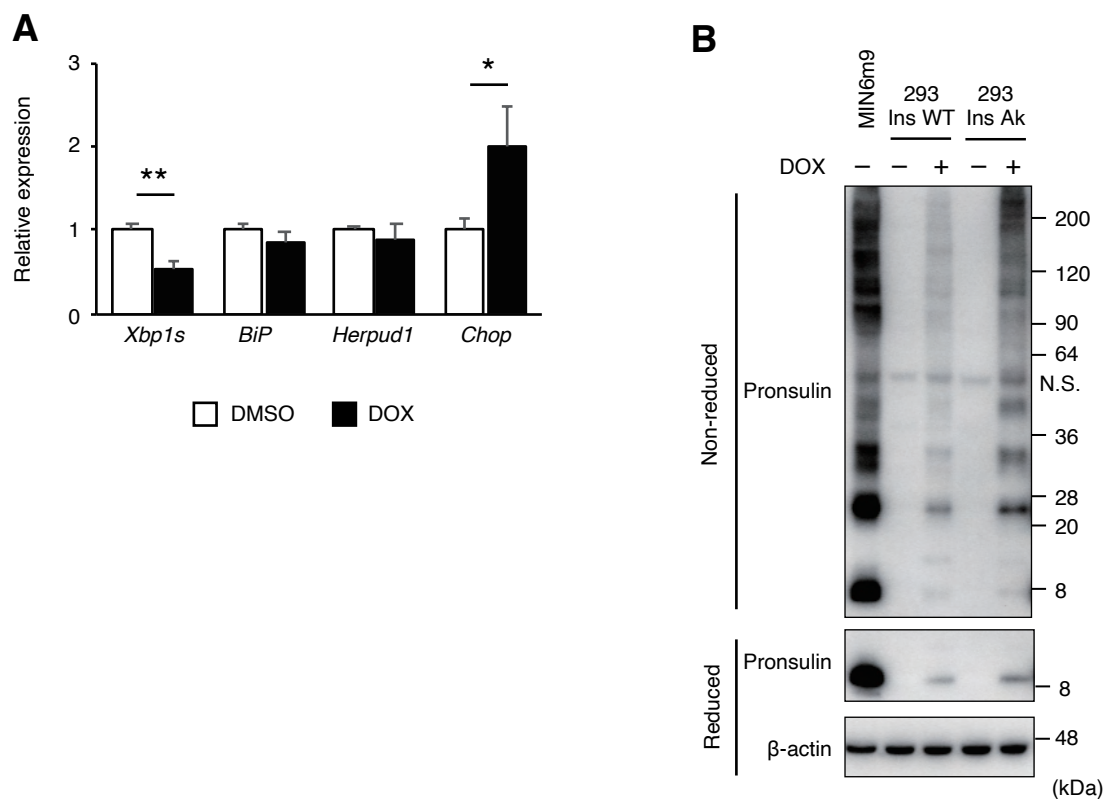 A
3
2
1
0
Relative expression
**
*
Xbp1s BiP Herpud1 Chop
DMSO DOX
B
MIN6m9
293 293
Ins WT Ins Ak
DOX − − + − +
Non-reduced
Pronsulin
200
120
90
64
N.S.
36
28
20
8
Reduced
Pronsulin
8
β-actin
48
(kDa)